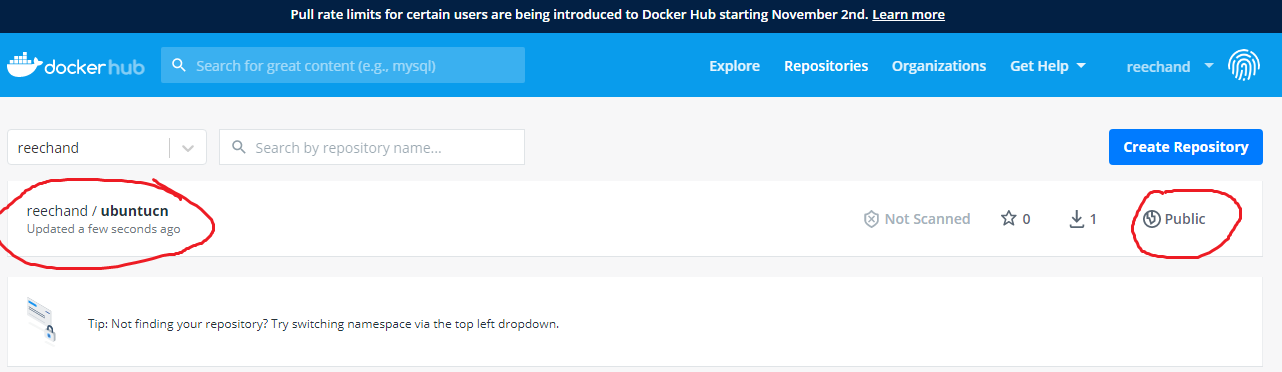 Pull rate limits for certain users are being introduced to Docker Hub starting November 2nd. Learn more
docker hub
Search for great content (e.g., mysql)
Explore
Repositories
Organizations
Get Help
reechand
reechand
Search by repository name...
Create Repository
reechand / ubuntucn
Updated a few seconds ago
Not Scanned
0
1
Public
Tip: Not finding your repository? Try switching namespace via the top left dropdown.